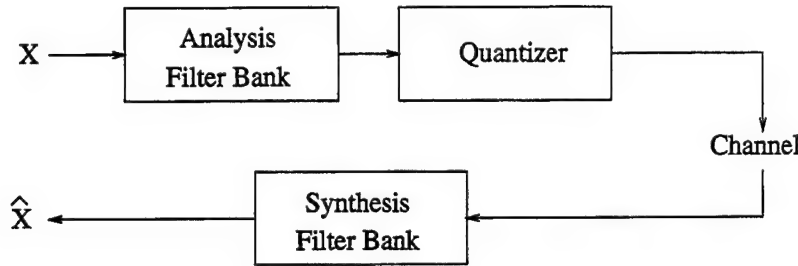 X
Analysis
Filter Bank
Quantizer
Channel
X̂
Synthesis
Filter Bank